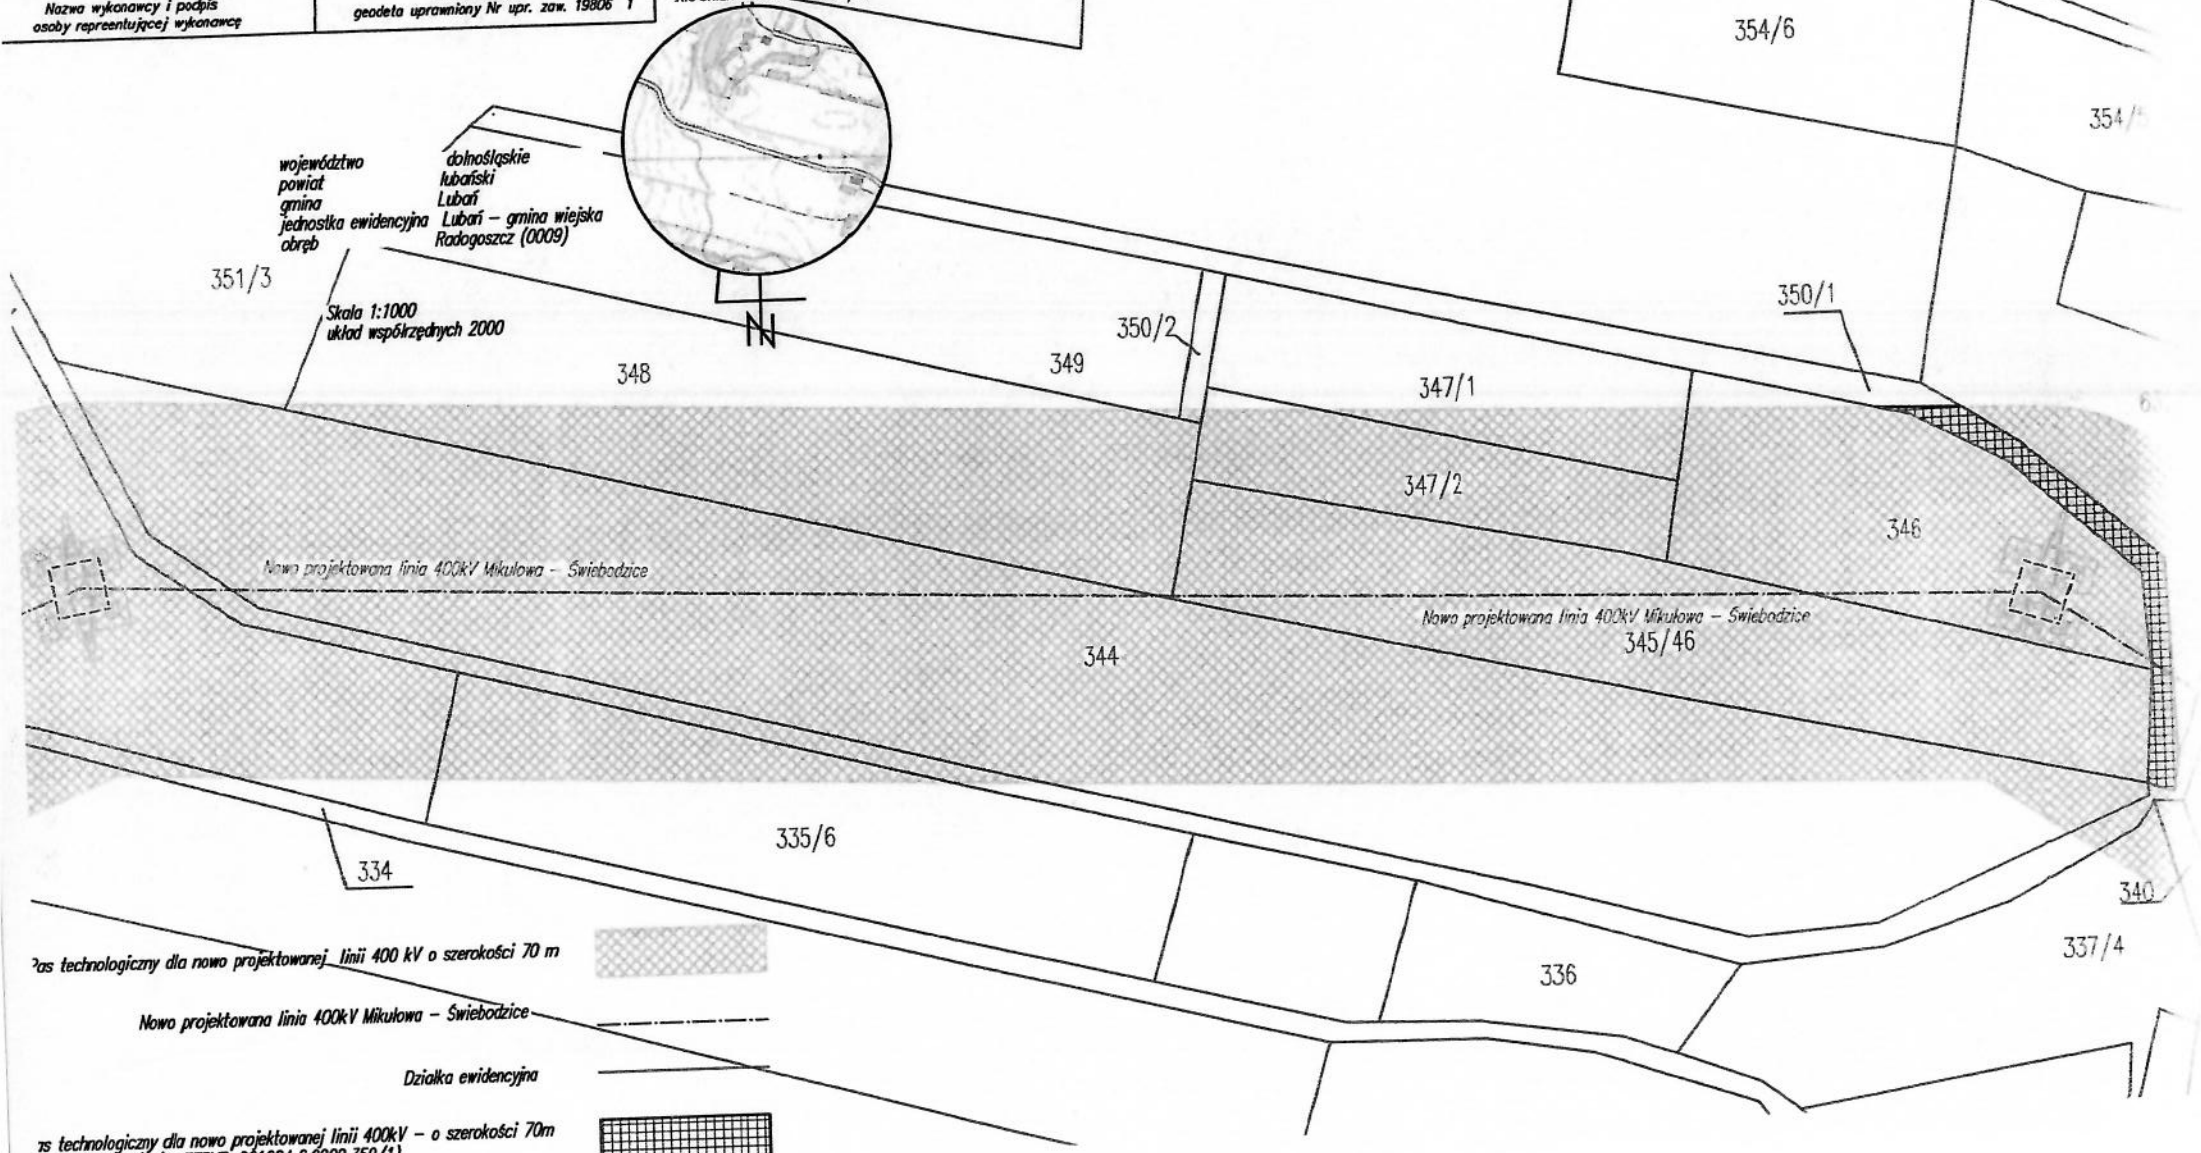 Nazwa wykonawcy i podpis
osoby reprezentującej wykonawcę
geodeta uprawniony Nr upr. zaw. 19806
354/6
354/5
województwo dolnośląskie
powiat lubański
gmina Lubań
jednostka ewidencyjna Lubań – gmina wiejska
obręb Radogoszcz (0009)
351/3
Skala 1:1000
układ współrzędnych 2000
N
350/1
350/2
348
349
347/1
347/2
346
Nowo projektowana linia 400kV Mikułowa – Świebodzice
Nowo projektowana linia 400kV Mikułowa – Świebodzice
345/46
344
335/6
334
340
337/4
336
as technologiczny dla nowo projektowanej linii 400 kV o szerokości 70 m
Nowo projektowana linia 400kV Mikułowa – Świebodzice
Działka ewidencyjna
technologiczny dla nowo projektowanej linii 400kV – o szerokości 70m